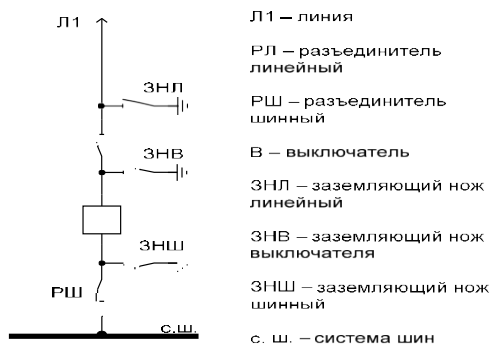 Л1
ЗНЛ
ЗНВ
ЗНШ
РШ
с.ш.
Л1 – линия
РЛ – разъединитель
линейный
РШ – разъединитель
шинный
В – выключатель
ЗНЛ – заземляющий нож
линейный
ЗНВ – заземляющий нож
выключателя
ЗНШ – заземляющий нож
шинный
с. ш. – система шин